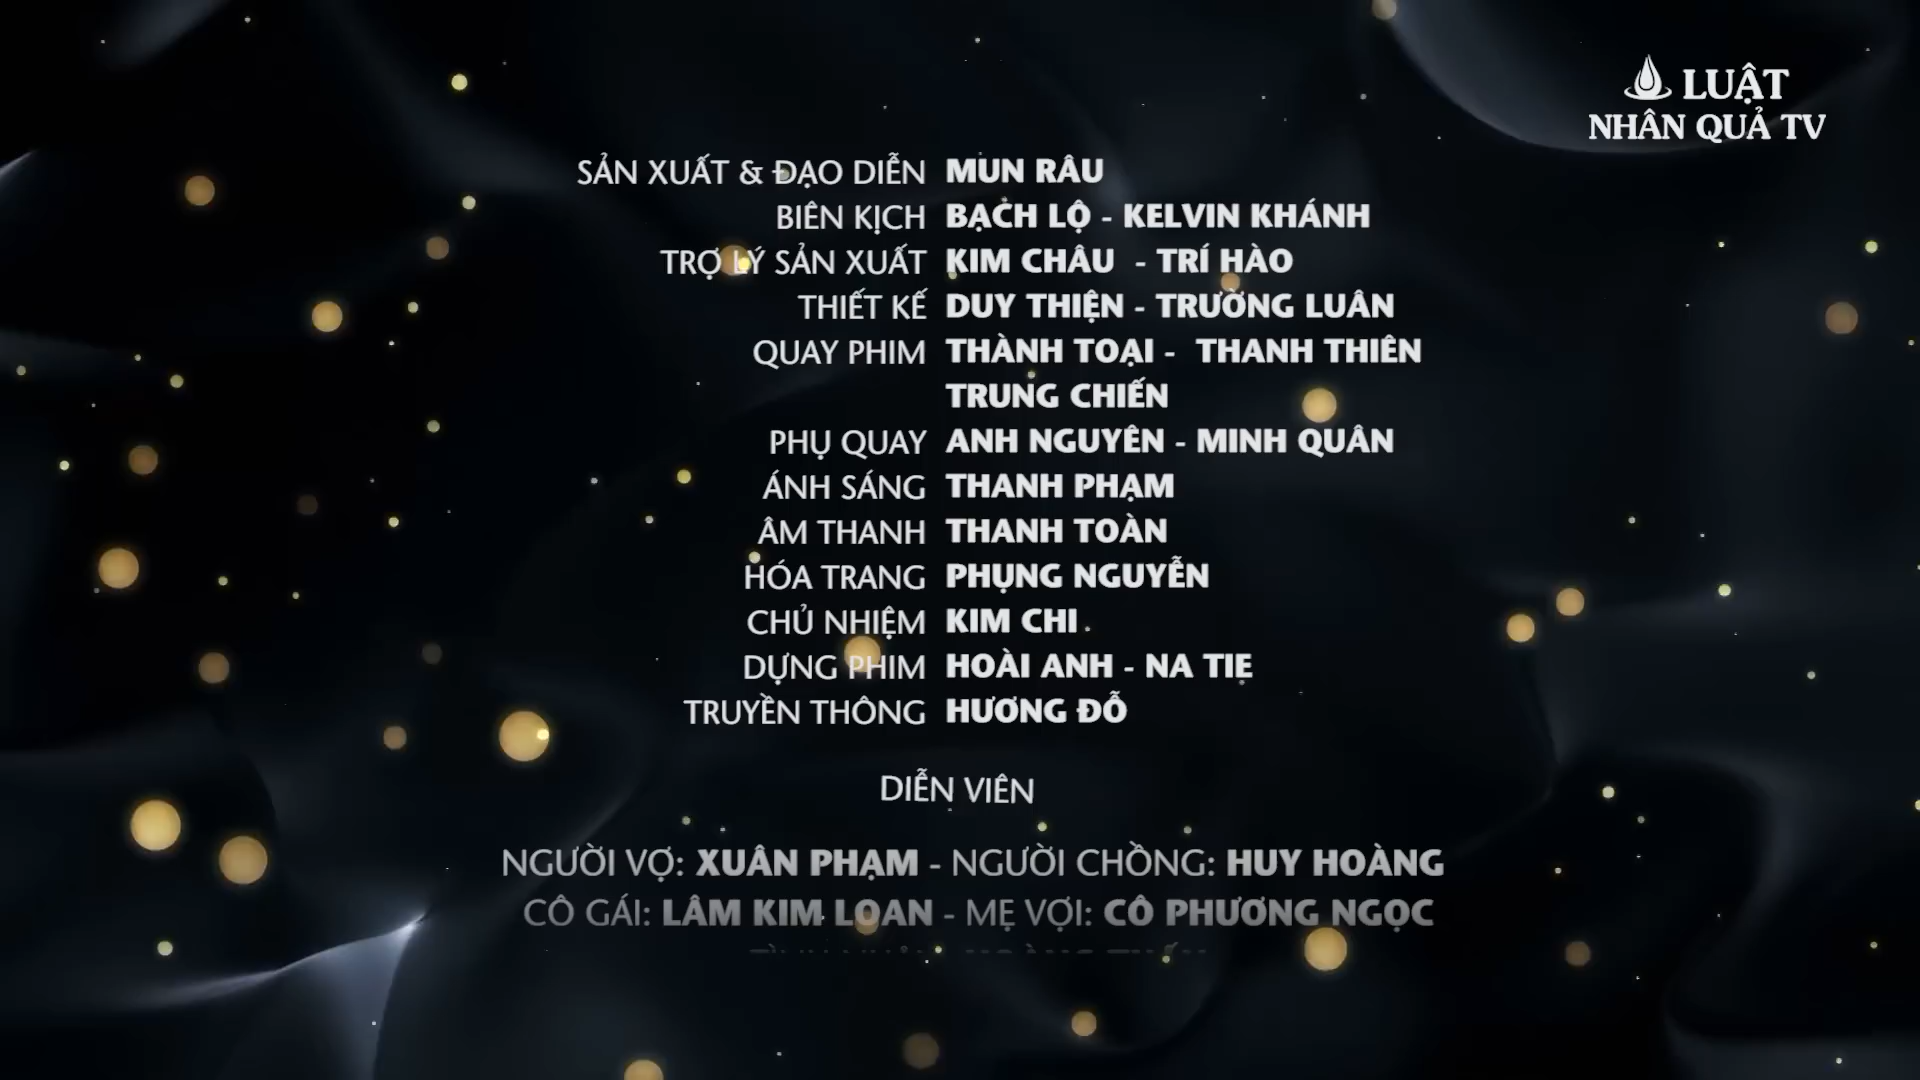 LUẬT
NHÂN QUẢ TV
SẢN XUẤT & ĐẠO DIỄN MUN RÂU
BIÊN KỊCH BẠCH LỘ - KELVIN KHÁNH
TRỢ LÝ SẢN XUẤT KIM CHÂU - TRÍ HÀO
THIẾT KẾ DUY THIỆN - TRƯỜNG LUÂN
QUAY PHIM THÀNH TOẠI - THANH THIÊN
TRUNG CHIẾN
PHỤ QUAY ANH NGUYÊN - MINH QUÂN
ÁNH SÁNG THANH PHẠM
ÂM THANH THANH TOÀN
HÓA TRANG PHỤNG NGUYỄN
CHỦ NHIỆM KIM CHI
DỰNG PHIM HOÀI ANH - NA TIE
TRUYỀN THÔNG HƯƠNG ĐỖ
DIỄN VIÊN
NGƯỜI VỢ: XUÂN PHẠM - NGƯỜI CHỒNG: HUY HOÀNG
CÔ GÁI: LÂM KIM LOAN - MẸ VỢI: CÔ PHƯƠNG NGỌC